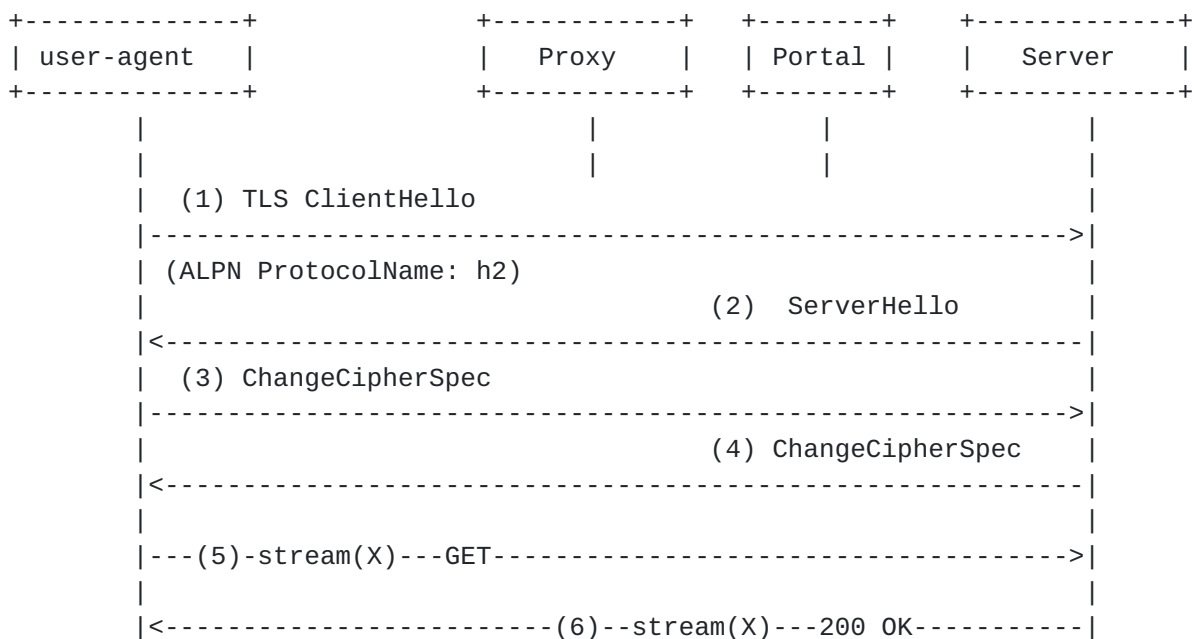 user-agent Proxy Portal Server
(1) TLS ClientHello
(ALPN ProtocolName: h2)
(2) ServerHello
(3) ChangeCipherSpec
(4) ChangeCipherSpec
(5)-stream(X)---GET
(6)--stream(X)---200 OK